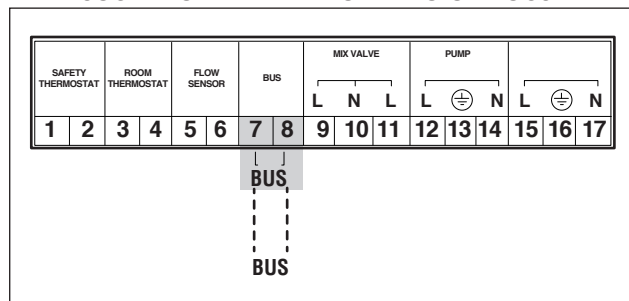 SAFETY THERMOSTAT ROOM THERMOSTAT FLOW SENSOR BUS MIX VALVE PUMP
L N L L N L N
1 2 3 4 5 6 7 8 9 10 11 12 13 14 15 16 17
BUS
BUS